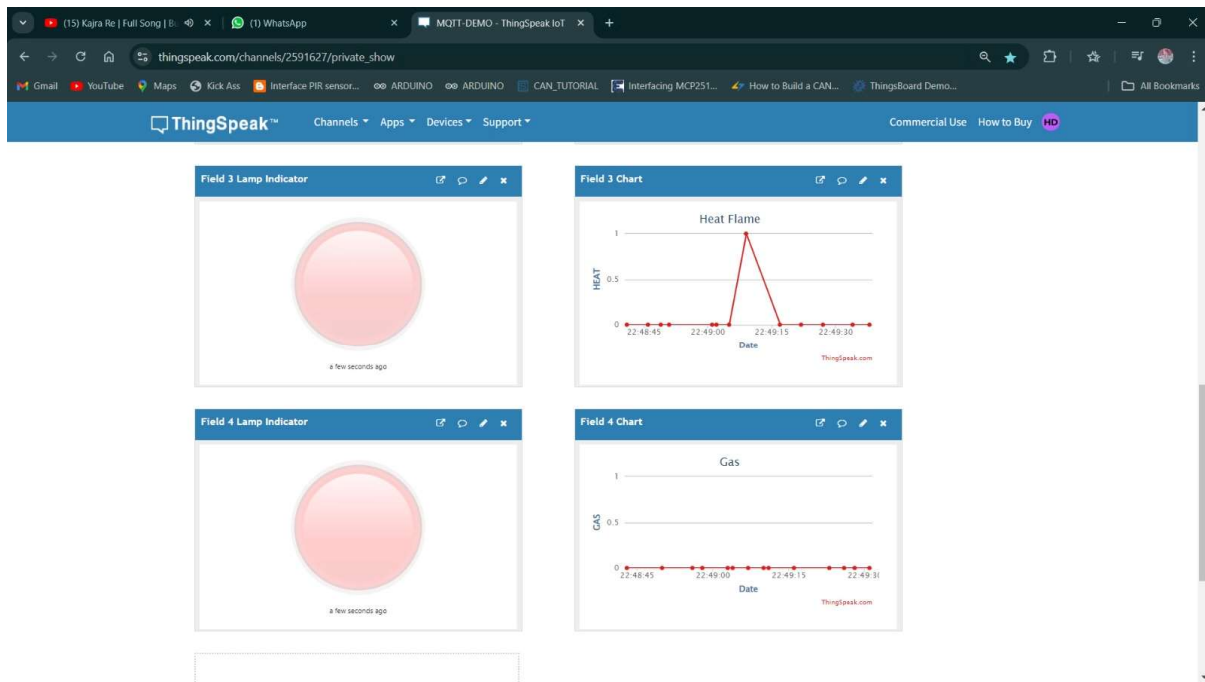 (15) Kajra Re | Full Song | Bu
(1) WhatsApp
MQTT-DEMO - ThingSpeak IoT
thingspeak.com/channels/2591627/private_show
Gmail YouTube Maps Kick Ass Interface PIR sensor... ARDUINO ARDUINO CAN_TUTORIAL Interfacing MCP251... How to Build a CAN... ThingsBoard Demo... All Bookmarks
ThingSpeak™ Channels Apps Devices Support Commercial Use How to Buy HD
Field 3 Lamp Indicator
a few seconds ago
Field 3 Chart
Heat Flame
1
0.5
0
HEAT
22:48:45 22:49:00 22:49:15 22:49:30
Date
ThingSpeak.com
Field 4 Lamp Indicator
a few seconds ago
Field 4 Chart
Gas
1
0.5
0
GAS
22:48:45 22:49:00 22:49:15 22:49:30
Date
ThingSpeak.com